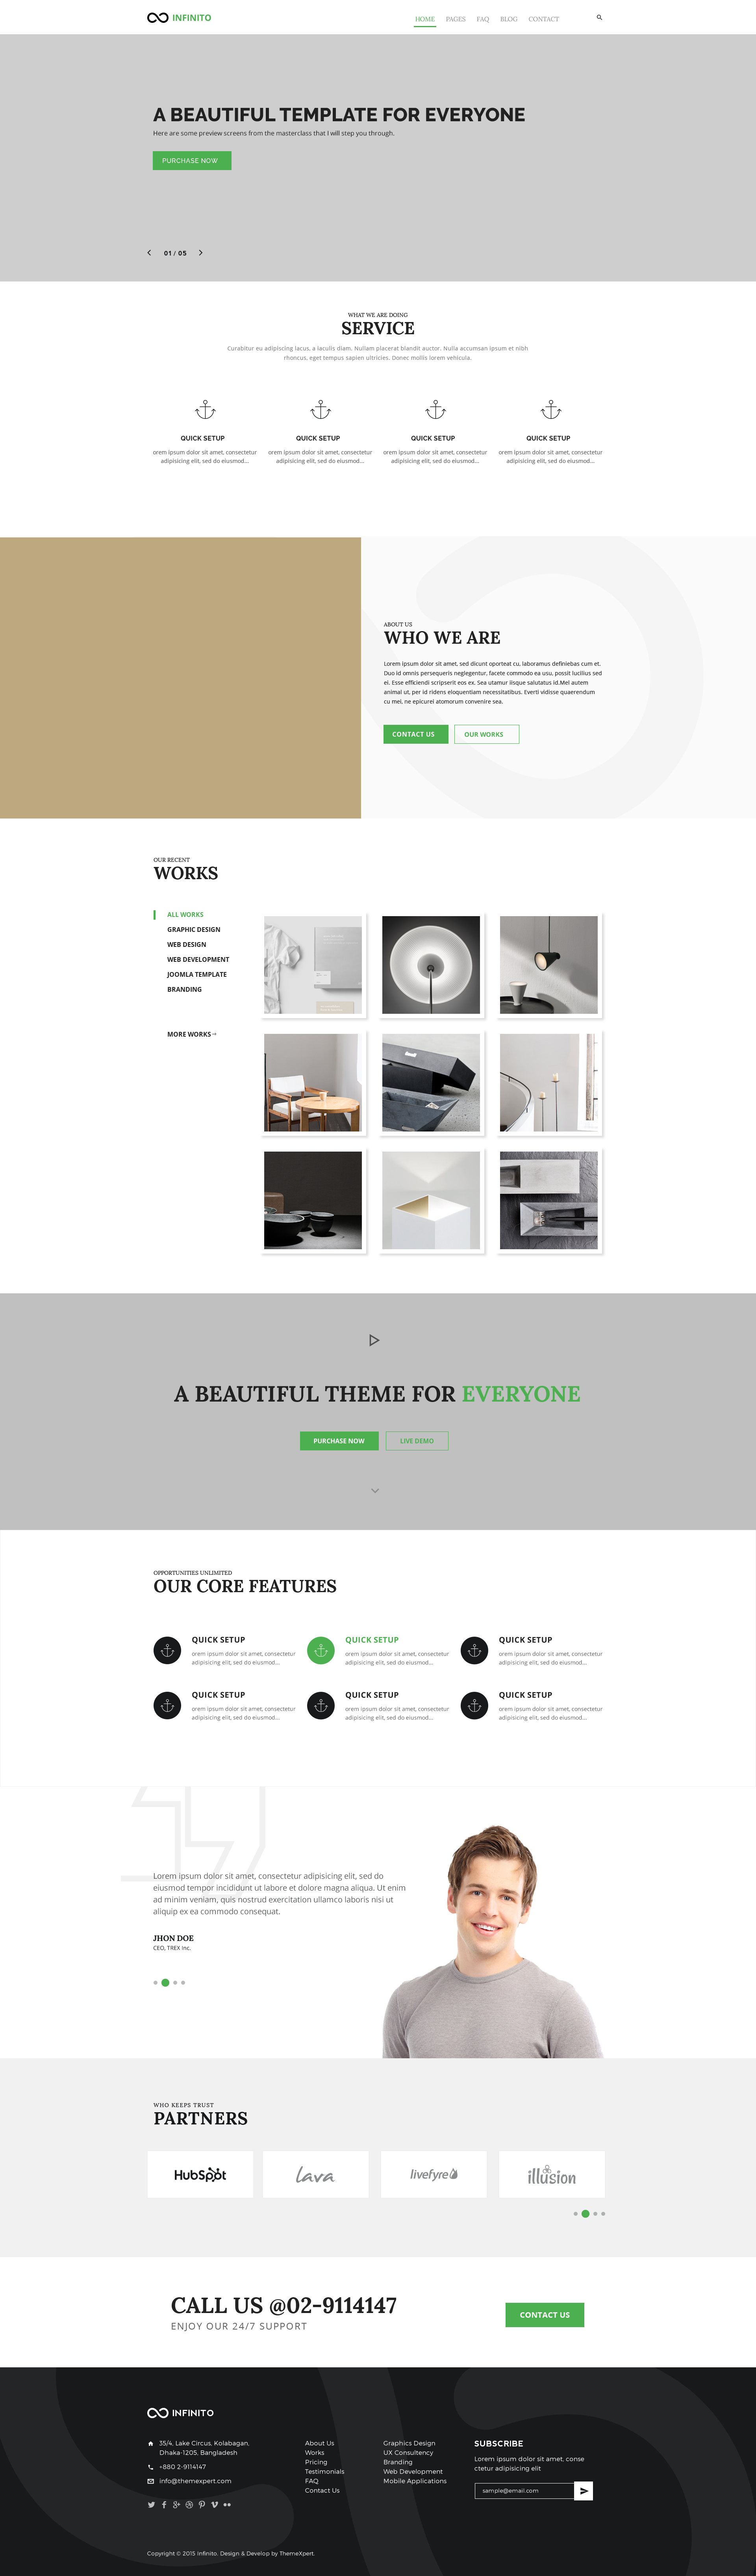 INFINITO
HOME PAGES FAQ BLOG CONTACT
A BEAUTIFUL TEMPLATE FOR EVERYONE
Here are some preview screens from the masterclass that I will step you through.
PURCHASE NOW
01 / 05
WHAT WE ARE DOING
SERVICE
Curabitur eu adipiscing lacus, a iaculis diam. Nullam placerat blandit auctor. Nulla accumsan ipsum et nibh
rhoncus, eget tempus sapien ultricies. Donec mollis lorem vehicula.
QUICK SETUP
orem ipsum dolor sit amet, consectetur
adipisicing elit, sed do eiusmod...
QUICK SETUP
orem ipsum dolor sit amet, consectetur
adipisicing elit, sed do eiusmod...
QUICK SETUP
orem ipsum dolor sit amet, consectetur
adipisicing elit, sed do eiusmod...
QUICK SETUP
orem ipsum dolor sit amet, consectetur
adipisicing elit, sed do eiusmod...
ABOUT US
WHO WE ARE
Lorem ipsum dolor sit amet, sed dicunt oporteat cu, laboramus definiebas cum et.
Duo id omnis persequeris neglegentur, facete commodo ea usu, possit lucilius sed
ei. Esse efficiendi scripserit eos ex. Sea utamur iisque salutatus id.Mel autem
animal ut, per id ridens eloquentiam necessitatibus. Everti vidisse quaerendum
cu mei, ne epicurei atomorum convenire sea.
CONTACT US
OUR WORKS
OUR RECENT
WORKS
ALL WORKS
GRAPHIC DESIGN
WEB DESIGN
WEB DEVELOPMENT
JOOMLA TEMPLATE
BRANDING
MORE WORKS→
A BEAUTIFUL THEME FOR EVERYONE
PURCHASE NOW
LIVE DEMO
OPPORTUNITIES UNLIMITED
OUR CORE FEATURES
QUICK SETUP
orem ipsum dolor sit amet, consectetur
adipisicing elit, sed do eiusmod...
QUICK SETUP
orem ipsum dolor sit amet, consectetur
adipisicing elit, sed do eiusmod...
QUICK SETUP
orem ipsum dolor sit amet, consectetur
adipisicing elit, sed do eiusmod...
QUICK SETUP
orem ipsum dolor sit amet, consectetur
adipisicing elit, sed do eiusmod...
QUICK SETUP
orem ipsum dolor sit amet, consectetur
adipisicing elit, sed do eiusmod...
QUICK SETUP
orem ipsum dolor sit amet, consectetur
adipisicing elit, sed do eiusmod...
Lorem ipsum dolor sit amet, consectetur adipisicing elit, sed do
eiusmod tempor incididunt ut labore et dolore magna aliqua. Ut enim
ad minim veniam, quis nostrud exercitation ullamco laboris nisi ut
aliquip ex ea commodo consequat.
JHON DOE
CEO, TREX Inc.
WHO KEEPS TRUST
PARTNERS
HubSpot
Lava
livefyre
illusion
CALL US @02-9114147
ENJOY OUR 24/7 SUPPORT
CONTACT US
INFINITO
35/4, Lake Circus, Kolabagan,
Dhaka-1205, Bangladesh
+880 2-9114147
info@themexpert.com
About Us
Works
Pricing
Testimonials
FAQ
Contact Us
Graphics Design
UX Consultency
Branding
Web Development
Mobile Applications
SUBSCRIBE
Lorem ipsum dolor sit amet, conse
ctetur adipisicing elit
sample@email.com
Copyright © 2015 Infinito. Design & Develop by ThemeXpert.